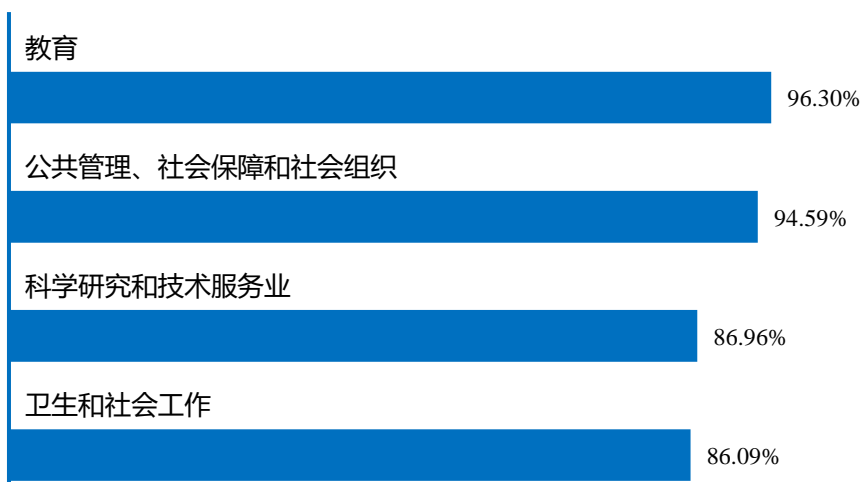 教育
96.30%
公共管理、社会保障和社会组织
94.59%
科学研究和技术服务业
86.96%
卫生和社会工作
86.09%